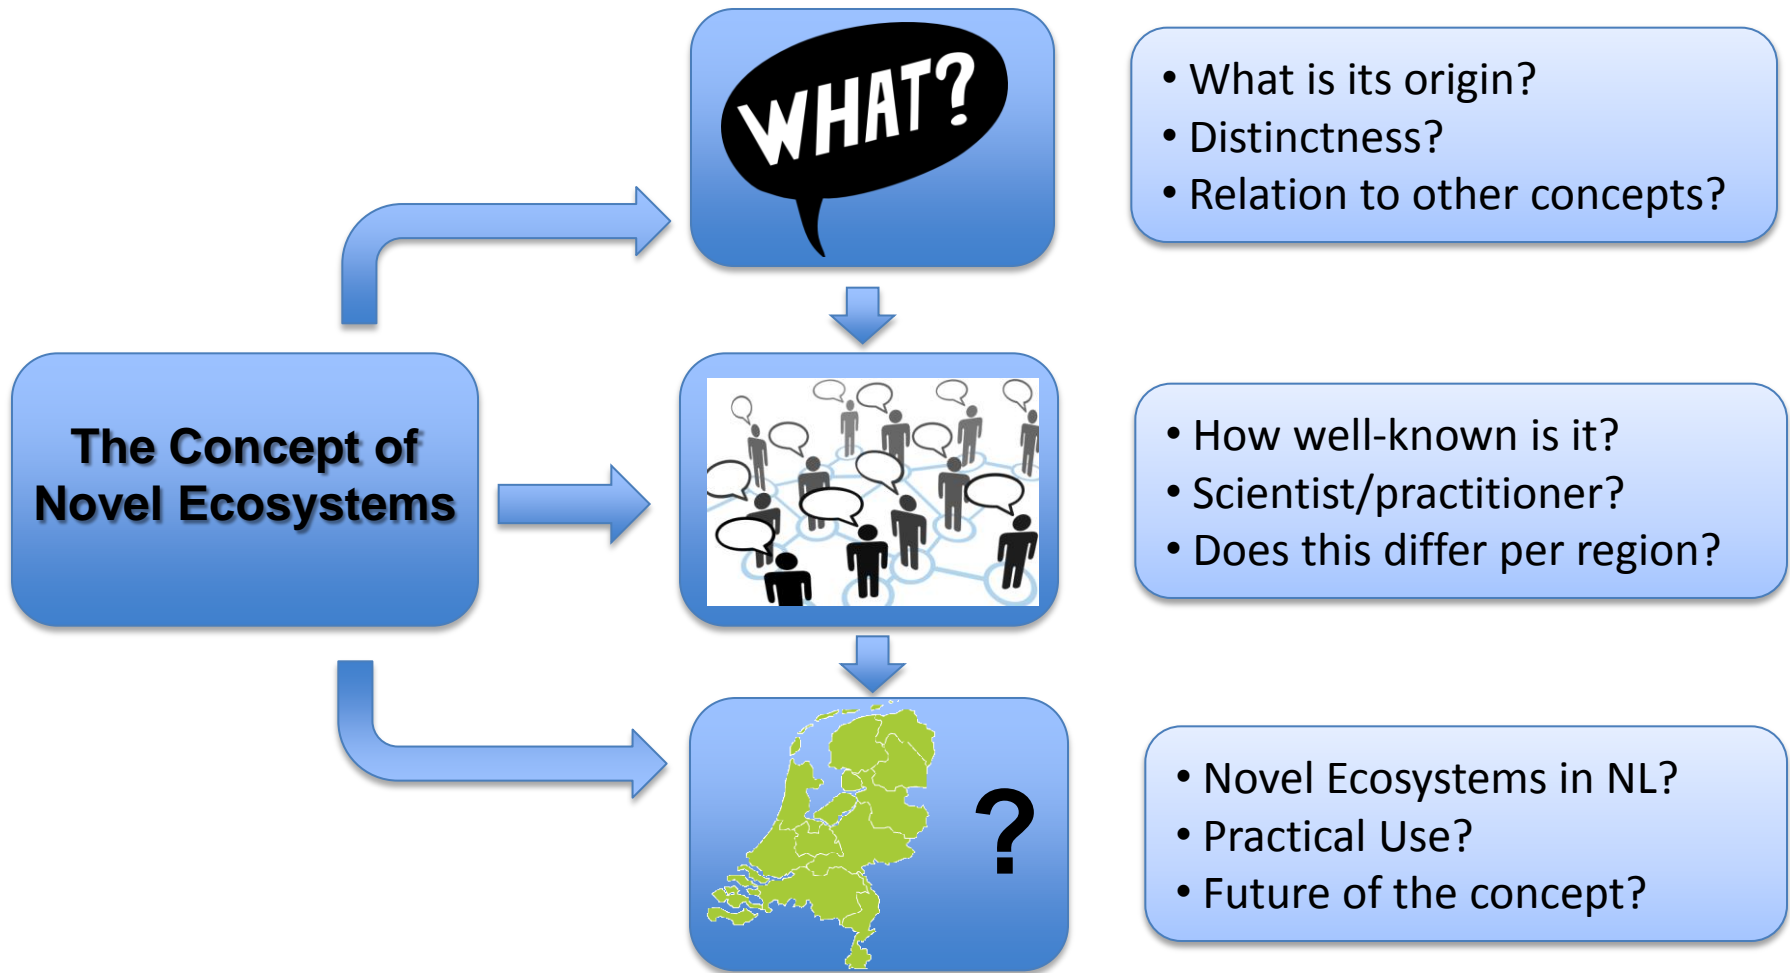 WHAT?
• What is its origin?
• Distinctness?
• Relation to other concepts?
The Concept of
Novel Ecosystems
• How well-known is it?
• Scientist/practitioner?
• Does this differ per region?
?
• Novel Ecosystems in NL?
• Practical Use?
• Future of the concept?